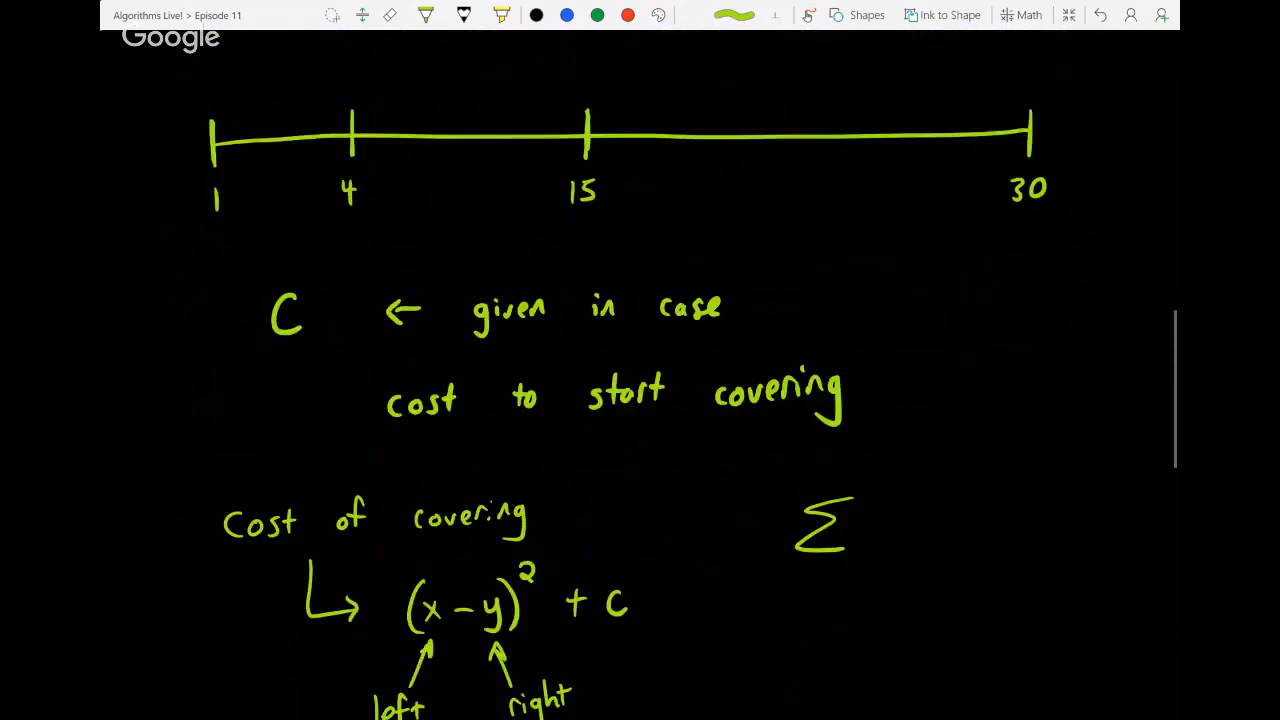 Algorithms Live! > Episode 11
Shapes
Ink to Shape
Math
Google
1 4 15 30
C ← given in case
cost to start covering
Cost of covering
Σ
(x - y)² + C
left right